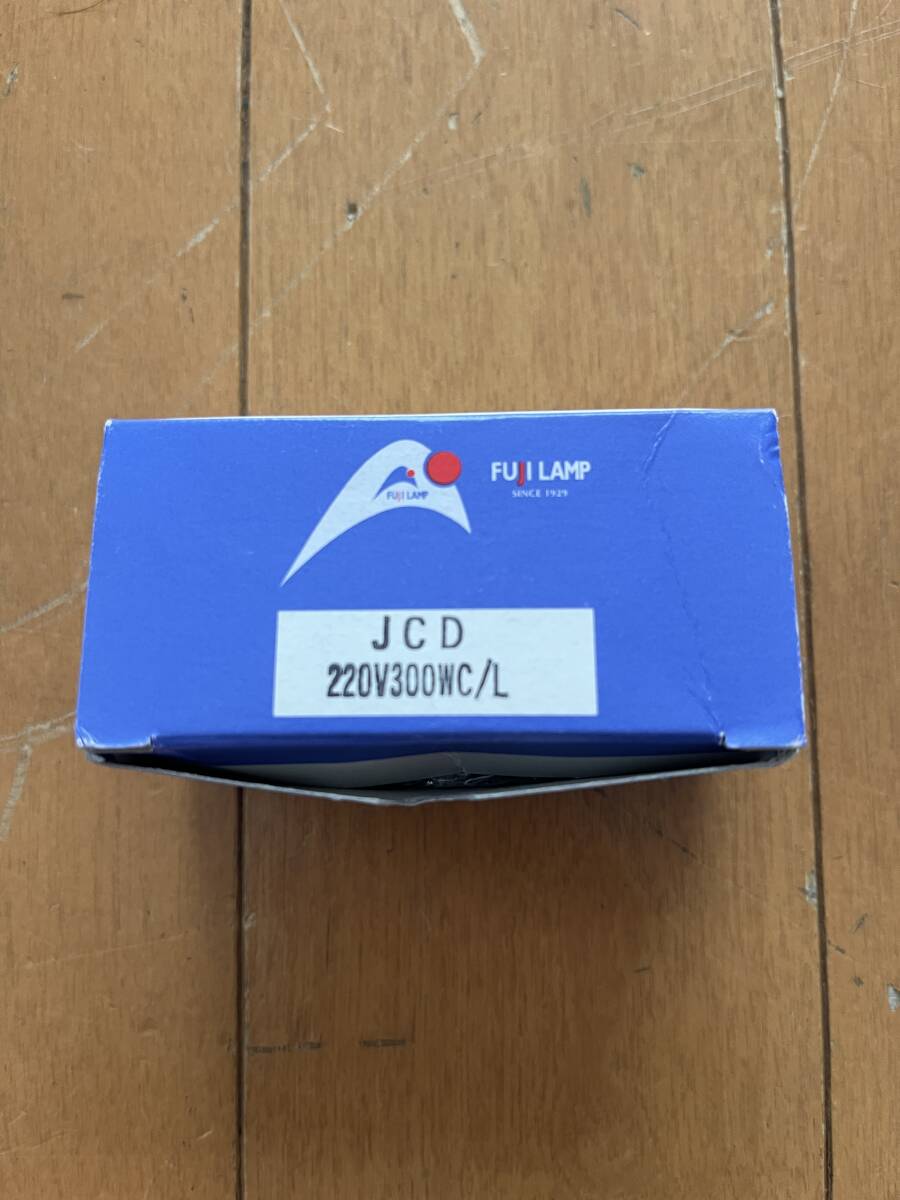 FUJI LAMP
FUJI LAMP
SINCE 1929
JCD
220V300WC/L